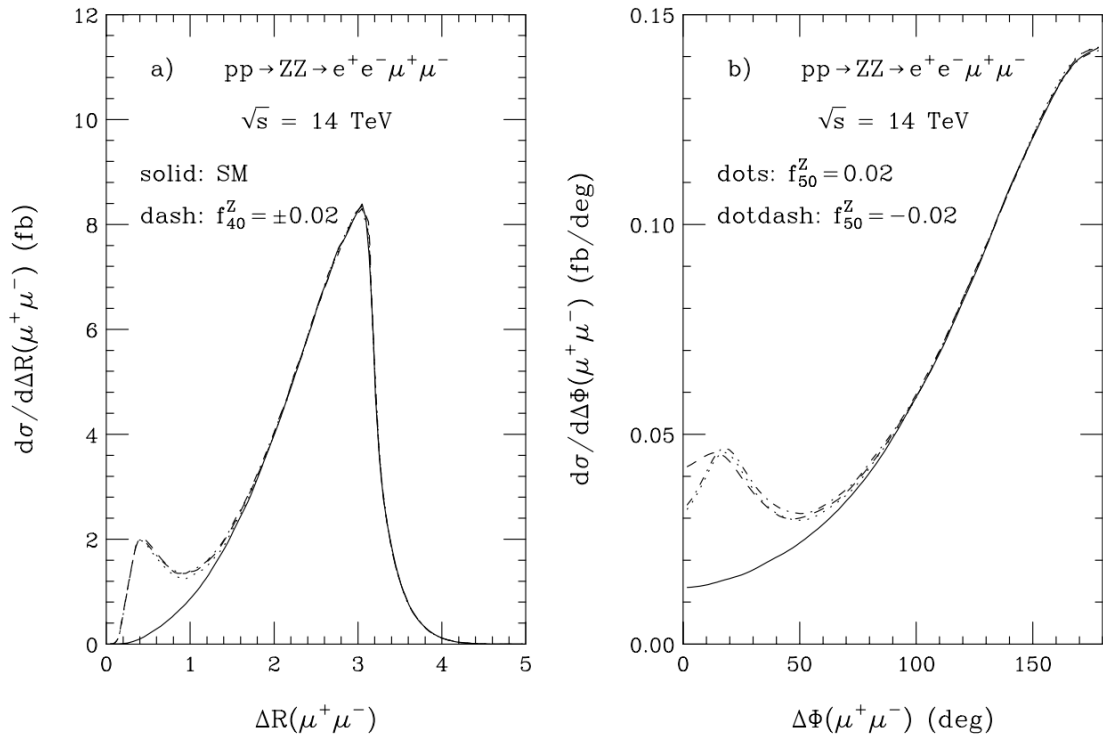 a) pp→ZZ→e⁺e⁻μ⁺μ⁻
√s = 14 TeV
solid: SM
dash: f^Z_40=±0.02
dσ/dΔR(μ⁺μ⁻) (fb)
12
10
8
6
4
2
0
0 1 2 3 4 5
ΔR(μ⁺μ⁻)
b) pp→ZZ→e⁺e⁻μ⁺μ⁻
√s = 14 TeV
dots: f^Z_50=0.02
dotdash: f^Z_50=−0.02
dσ/dΔΦ(μ⁺μ⁻) (fb/deg)
0.15
0.10
0.05
0.00
0 50 100 150
ΔΦ(μ⁺μ⁻) (deg)